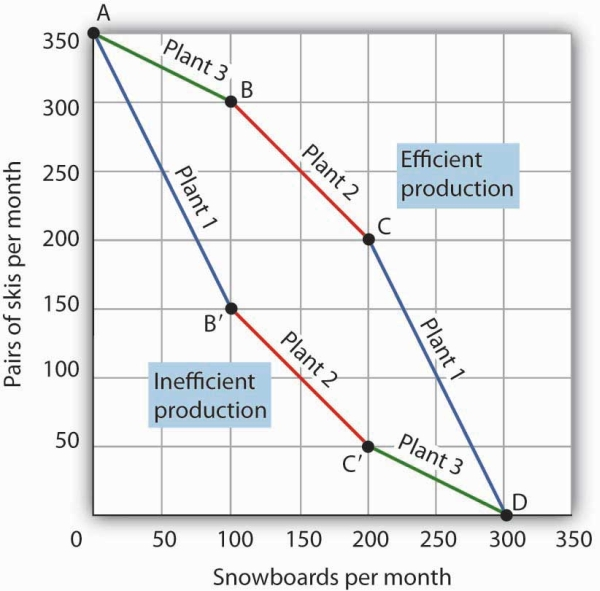 A
350
Plant 3
B
300
Plant 2
Efficient
production
250
Plant 1
C
200
150
B′
Plant 2
Plant 1
100
Inefficient
production
50
C′
Plant 3
D
0 50 100 150 200 250 300 350
Snowboards per month
Pairs of skis per month